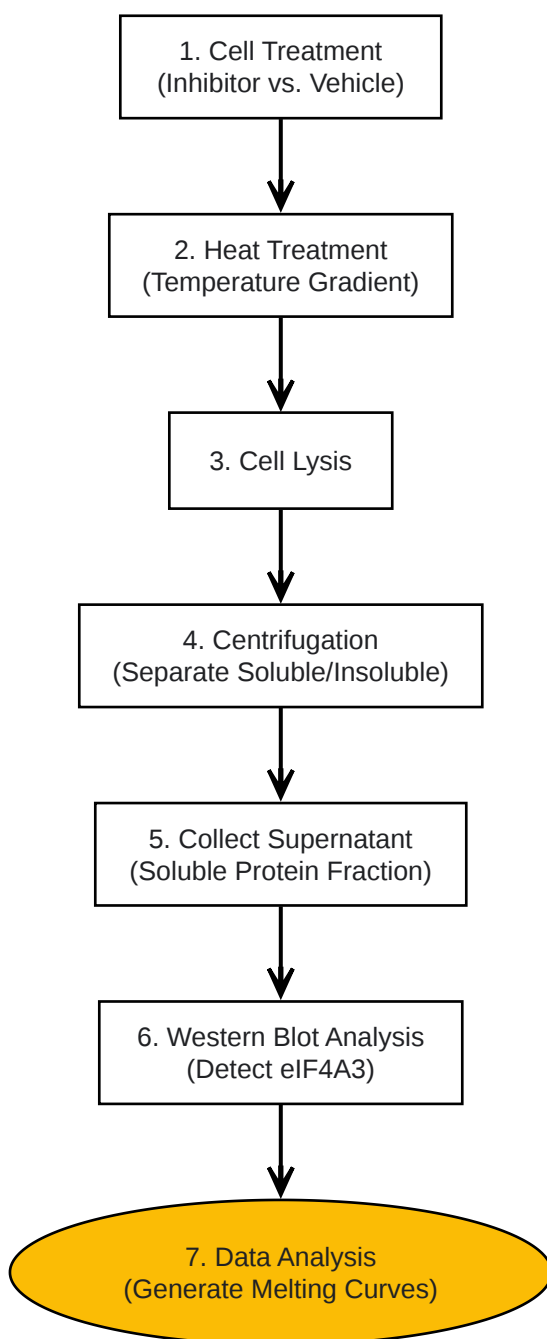 1. Cell Treatment
(Inhibitor vs. Vehicle)
2. Heat Treatment
(Temperature Gradient)
3. Cell Lysis
4. Centrifugation
(Separate Soluble/Insoluble)
5. Collect Supernatant
(Soluble Protein Fraction)
6. Western Blot Analysis
(Detect eIF4A3)
7. Data Analysis
(Generate Melting Curves)